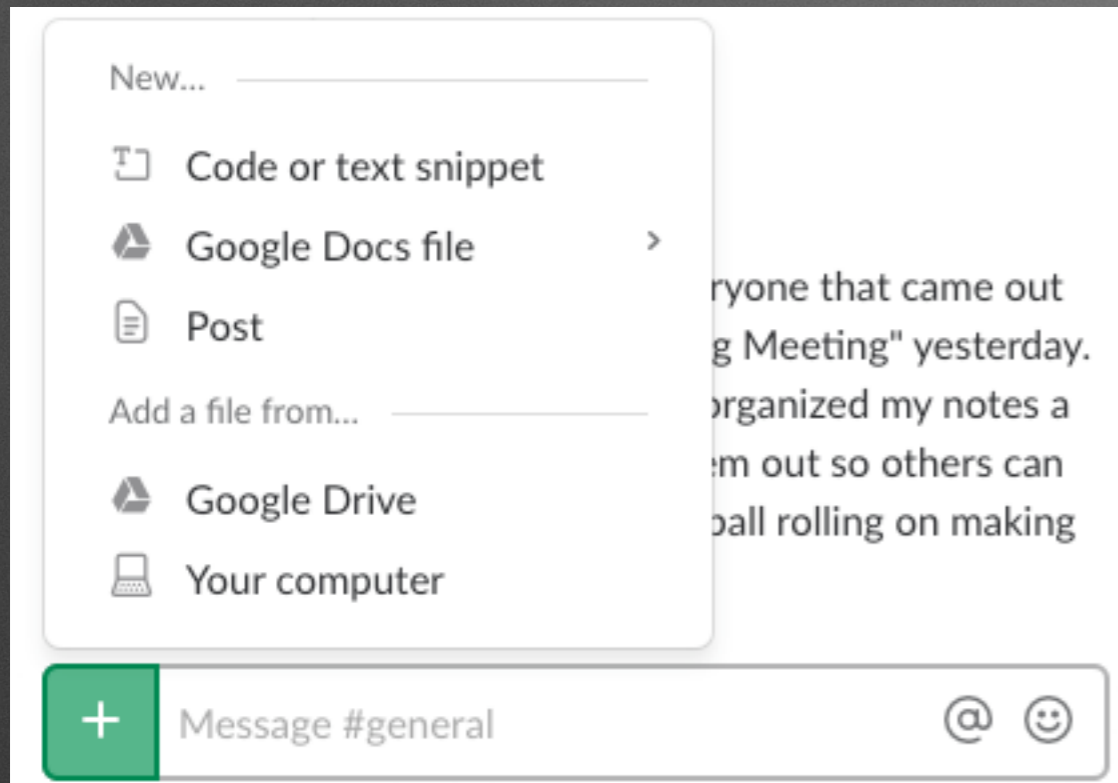 New...
Code or text snippet
Google Docs file
Post
Add a file from...
Google Drive
Your computer
ryone that came out
g Meeting" yesterday.
organized my notes a
em out so others can
ball rolling on making
+ Message #general @